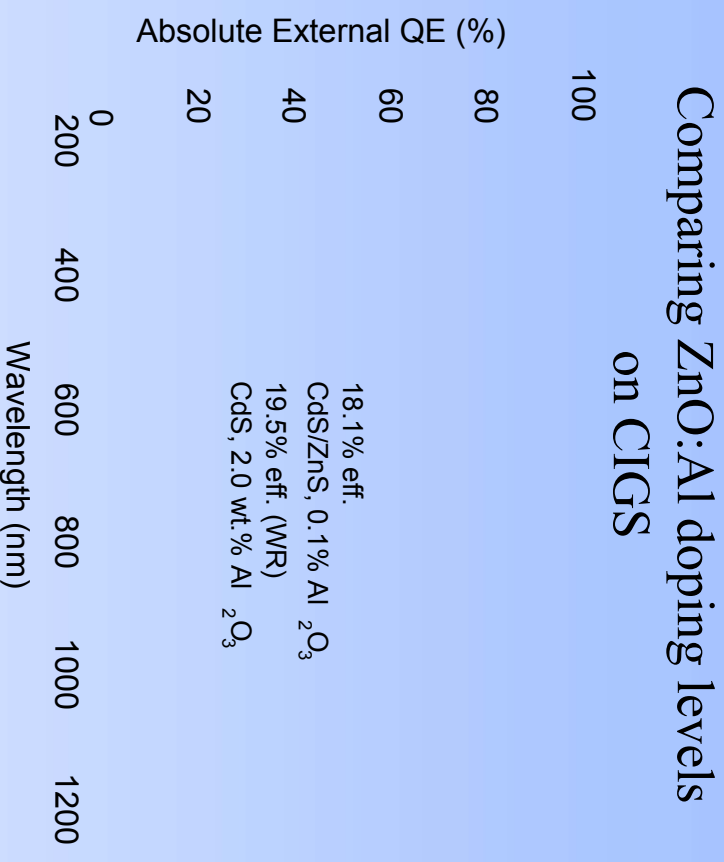 Comparing ZnO:Al doping levels
on CIGS
Absolute External QE (%)
100
80
60
40
20
0
18.1% eff.
CdS/ZnS, 0.1% Al 2O3
19.5% eff. (WR)
CdS, 2.0 wt.% Al 2O3
200 400 600 800 1000 1200
Wavelength (nm)